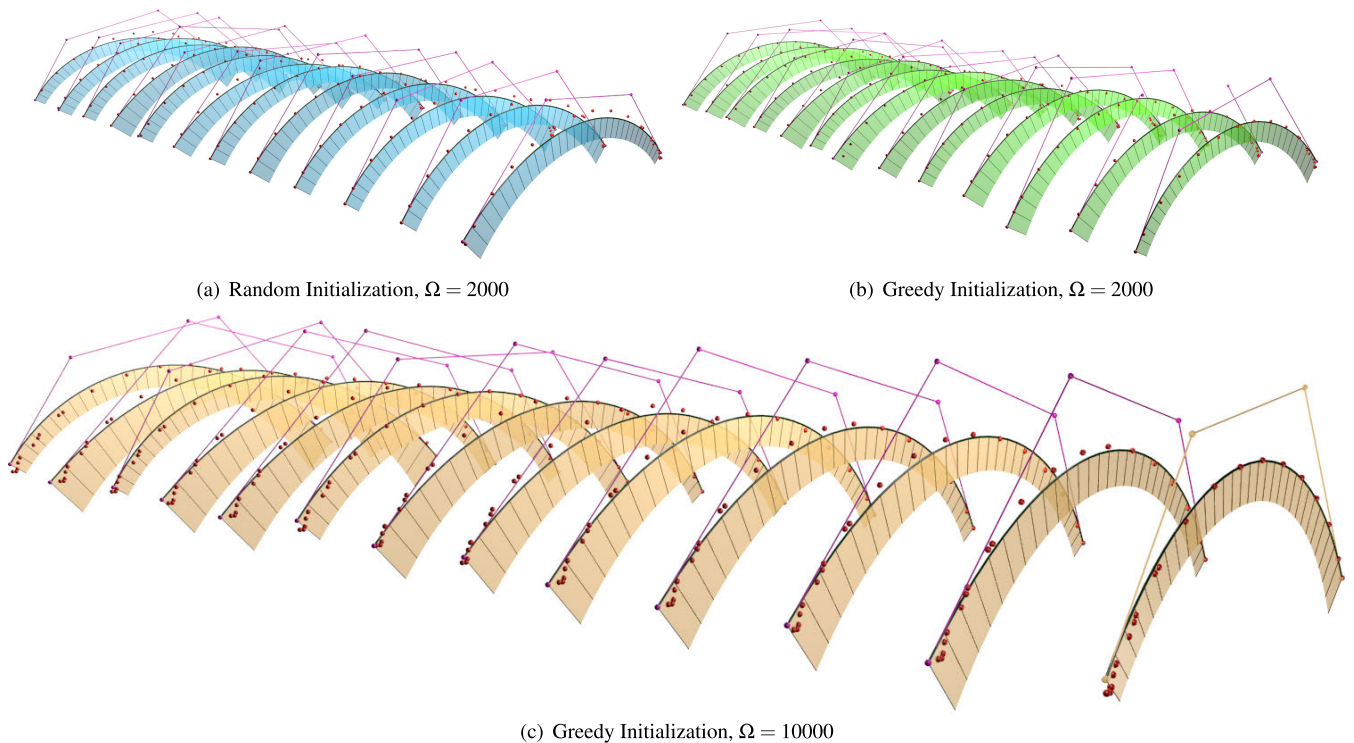 (a) Random Initialization, Ω = 2000
(b) Greedy Initialization, Ω = 2000
(c) Greedy Initialization, Ω = 10000